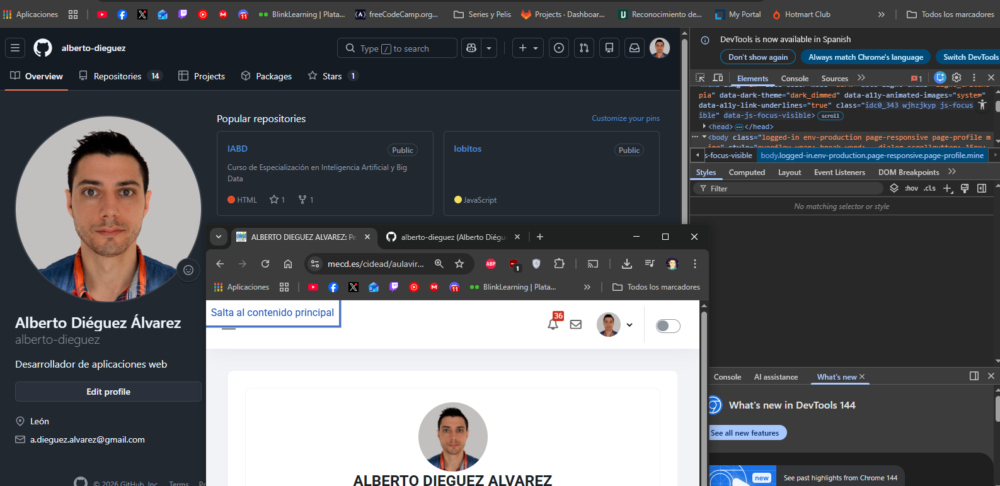 Aplicaciones
BlinkLearning | Plata...
freeCodeCamp.org...
Series y Pelis
Projects · Dashboar...
Reconocimiento de...
My Portal
Hotmart Club
Todos los marcadores
alberto-dieguez
Type / to search
Overview
Repositories 14
Projects
Packages
Stars 1
Alberto Diéguez Álvarez
alberto-dieguez
Desarrollador de aplicaciones web
Edit profile
León
a.dieguez.alvarez@gmail.com
© 2026 GitHub, Inc.
Terms
Popular repositories
Customize your pins
IABD
Public
Curso de Especialización en Inteligencia Artificial y Big
Data
HTML
1
1
lobitos
Public
JavaScript
ALBERTO DIEGUEZ ALVAREZ: Pe
alberto-dieguez (Alberto Diégu
mecd.es/cidead/aulavir...
ABP
1
Aplicaciones
BlinkLearning | Plata...
Todos los marcadores
Salta al contenido principal
36
ALBERTO DIEGUEZ ALVAREZ
DevTools is now available in Spanish
Don't show again
Always match Chrome's language
Switch DevTools
Elements
Console
Sources
1
pia" data-dark-theme="dark_dimmed" data-a11y-animated-images="system"
data-a11y-link-underlines="true" class="idc0_343 wjhzjkyp js-focus
ible" data-js-focus-visible>
scroll
<head> ... </head>
<body class="logged-in env-production page-responsive page-profile m
s-focus-visible
body.logged-in.env-production.page-responsive.page-profile.mine
Styles
Computed
Layout
Event Listeners
DOM Breakpoints
Filter
:hov
.cls
No matching selector or style
Console
AI assistance
What's new
What's new in DevTools 144
See all new features
new
See past highlights from Chrome 144